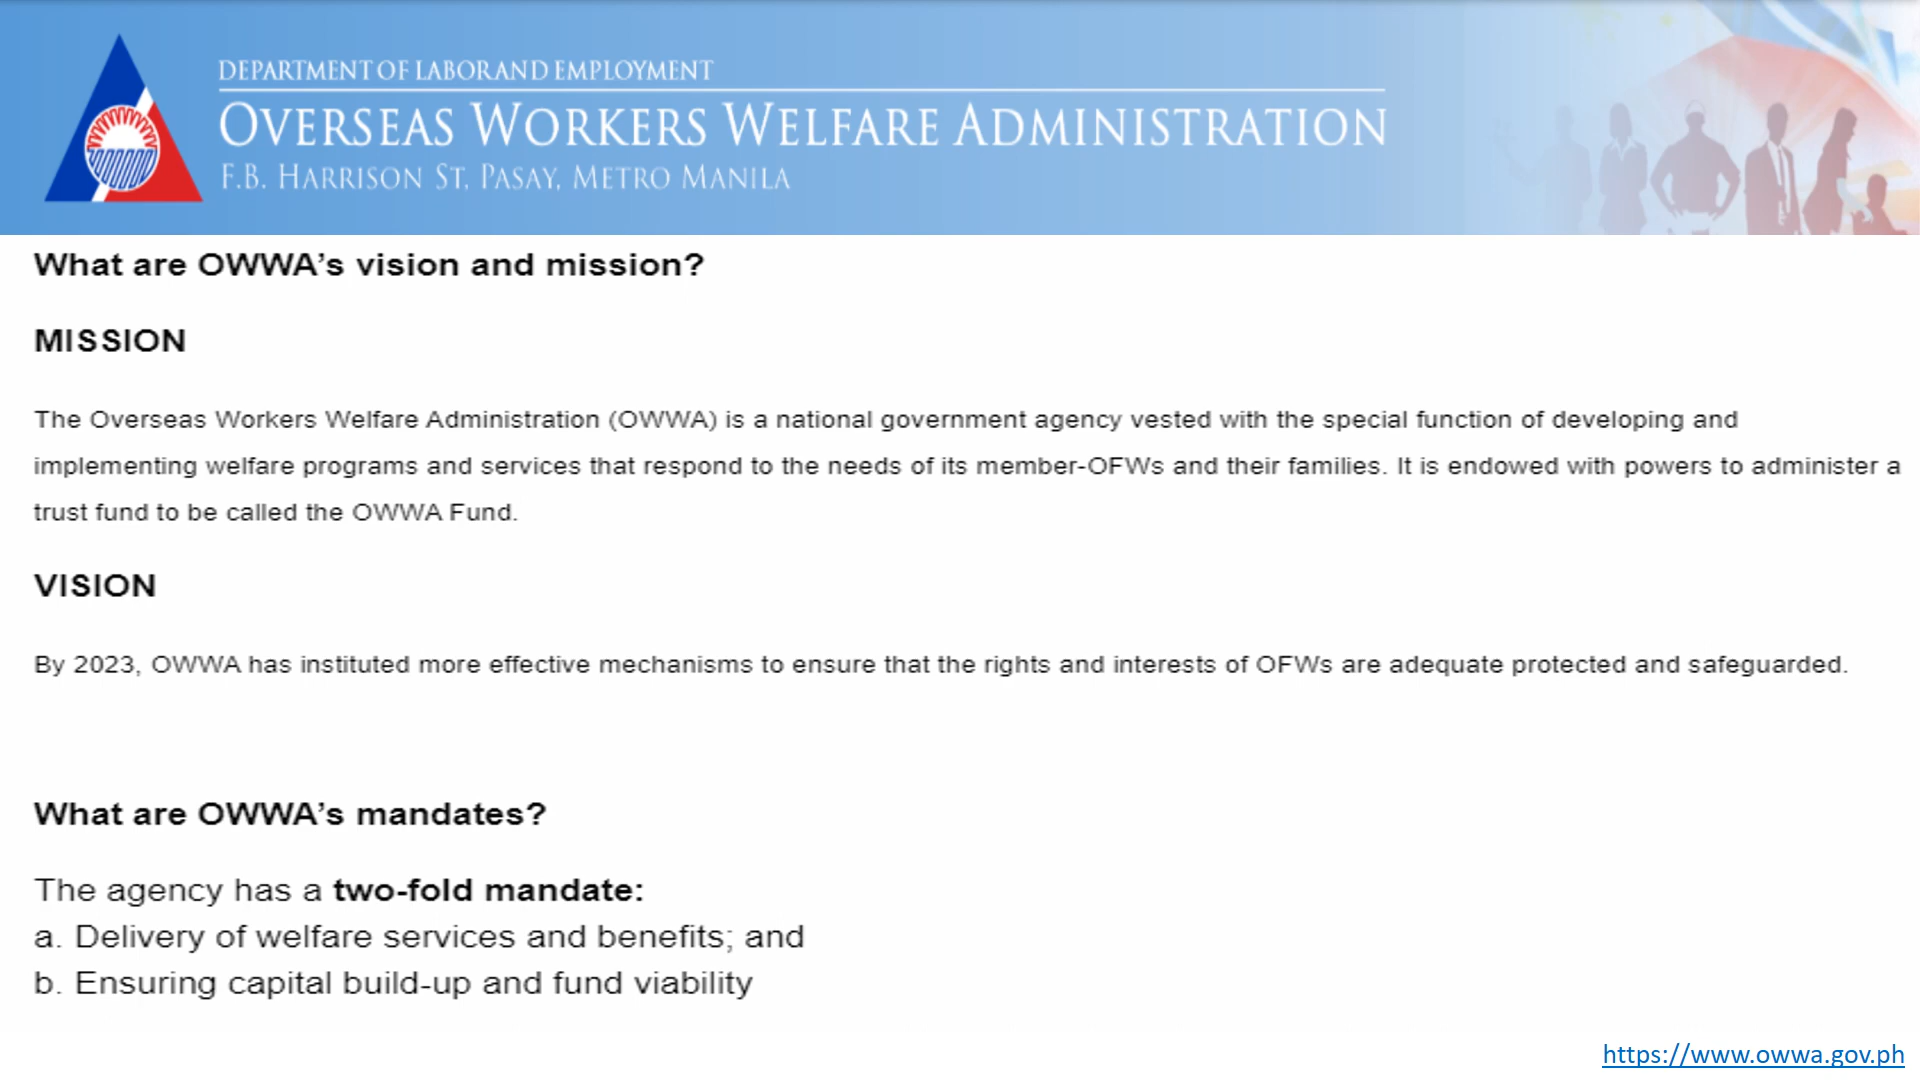 DEPARTMENT OF LABOR AND EMPLOYMENT
OVERSEAS WORKERS WELFARE ADMINISTRATION
F.B. HARRISON ST, PASAY, METRO MANILA
What are OWWA’s vision and mission?
MISSION
The Overseas Workers Welfare Administration (OWWA) is a national government agency vested with the special function of developing and
implementing welfare programs and services that respond to the needs of its member-OFWs and their families. It is endowed with powers to administer a
trust fund to be called the OWWA Fund.
VISION
By 2023, OWWA has instituted more effective mechanisms to ensure that the rights and interests of OFWs are adequate protected and safeguarded.
What are OWWA’s mandates?
The agency has a two-fold mandate:
a. Delivery of welfare services and benefits; and
b. Ensuring capital build-up and fund viability
https://www.owwa.gov.ph